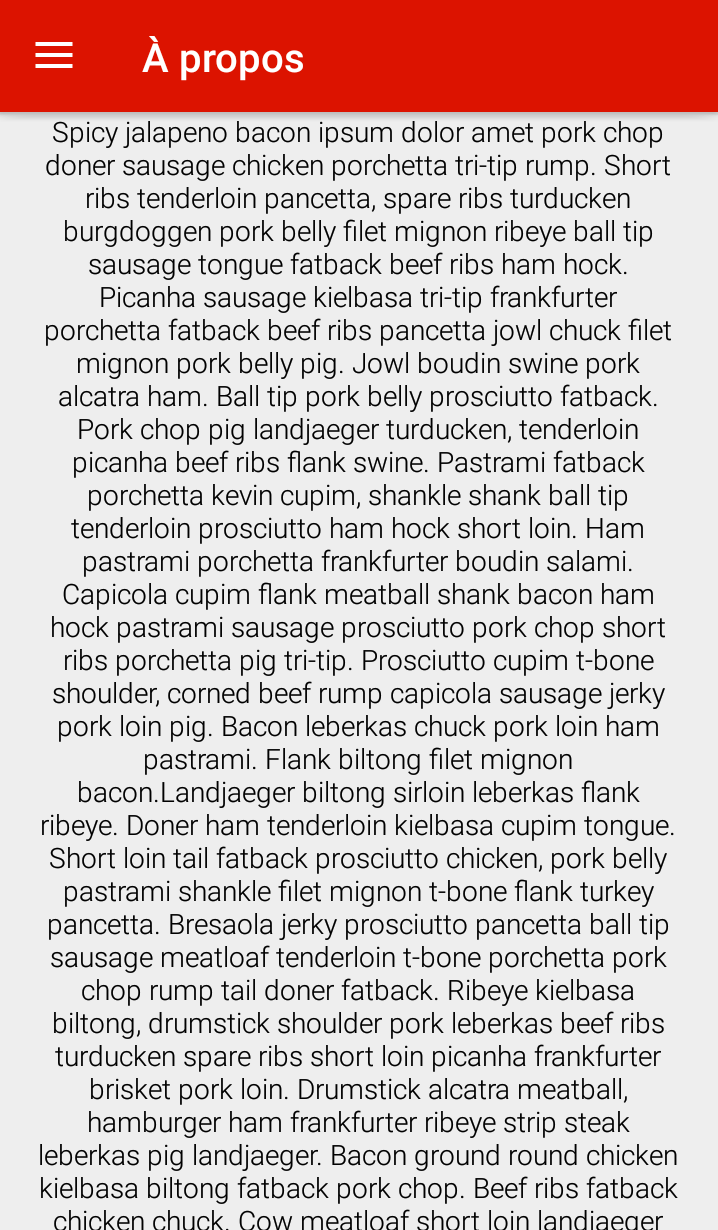 À propos
Spicy jalapeno bacon ipsum dolor amet pork chop
doner sausage chicken porchetta tri-tip rump. Short
ribs tenderloin pancetta, spare ribs turducken
burgdoggen pork belly filet mignon ribeye ball tip
sausage tongue fatback beef ribs ham hock.
Picanha sausage kielbasa tri-tip frankfurter
porchetta fatback beef ribs pancetta jowl chuck filet
mignon pork belly pig. Jowl boudin swine pork
alcatra ham. Ball tip pork belly prosciutto fatback.
Pork chop pig landjaeger turducken, tenderloin
picanha beef ribs flank swine. Pastrami fatback
porchetta kevin cupim, shankle shank ball tip
tenderloin prosciutto ham hock short loin. Ham
pastrami porchetta frankfurter boudin salami.
Capicola cupim flank meatball shank bacon ham
hock pastrami sausage prosciutto pork chop short
ribs porchetta pig tri-tip. Prosciutto cupim t-bone
shoulder, corned beef rump capicola sausage jerky
pork loin pig. Bacon leberkas chuck pork loin ham
pastrami. Flank biltong filet mignon
bacon.Landjaeger biltong sirloin leberkas flank
ribeye. Doner ham tenderloin kielbasa cupim tongue.
Short loin tail fatback prosciutto chicken, pork belly
pastrami shankle filet mignon t-bone flank turkey
pancetta. Bresaola jerky prosciutto pancetta ball tip
sausage meatloaf tenderloin t-bone porchetta pork
chop rump tail doner fatback. Ribeye kielbasa
biltong, drumstick shoulder pork leberkas beef ribs
turducken spare ribs short loin picanha frankfurter
brisket pork loin. Drumstick alcatra meatball,
hamburger ham frankfurter ribeye strip steak
leberkas pig landjaeger. Bacon ground round chicken
kielbasa biltong fatback pork chop. Beef ribs fatback
chicken chuck. Cow meatloaf short loin landjaeger